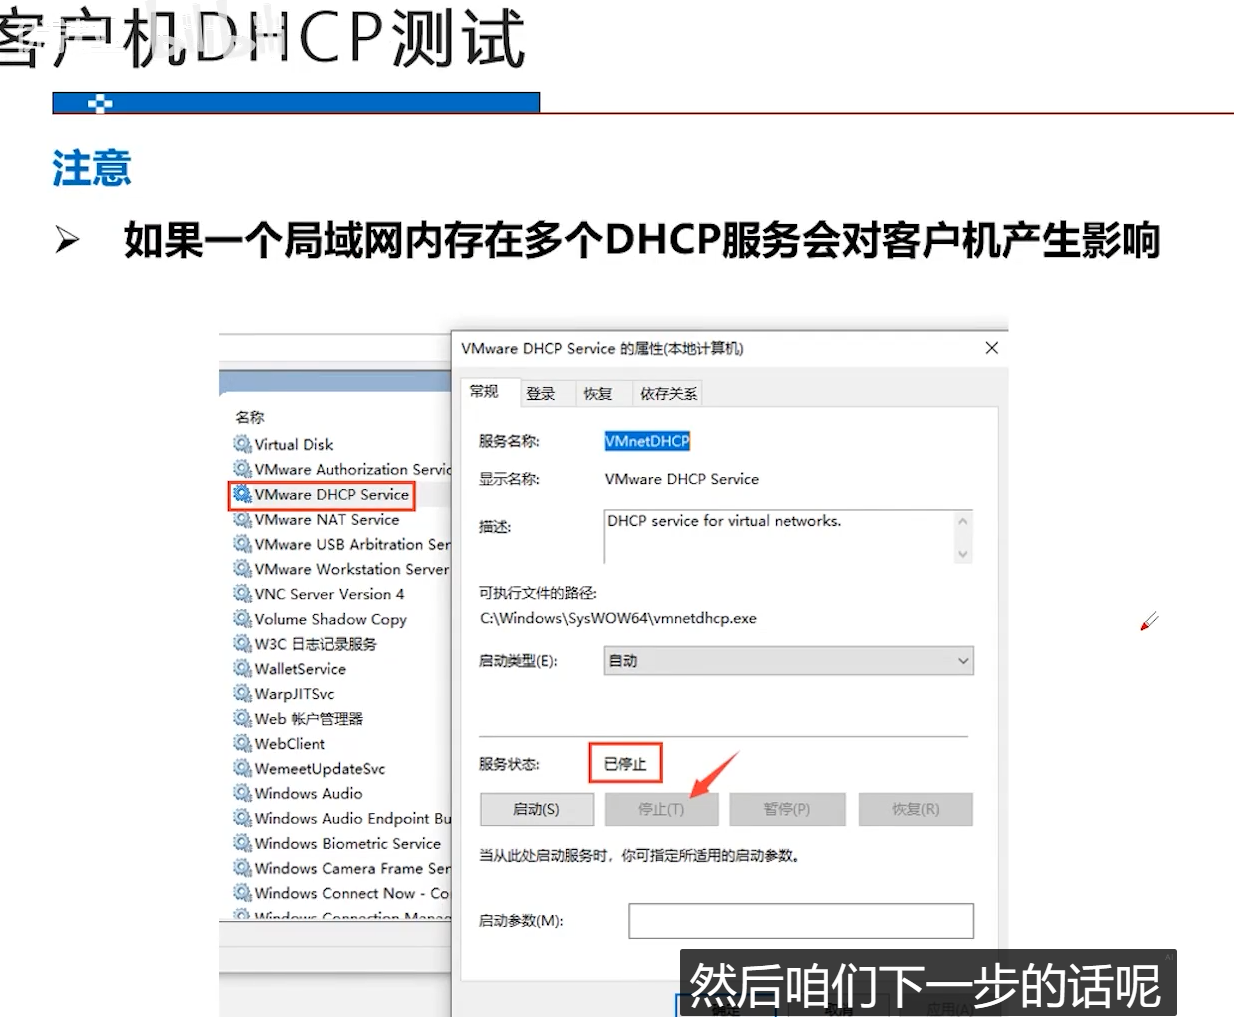 客户机DHCP测试
注意
如果一个局域网内存在多个DHCP服务会对客户机产生影响
名称
Virtual Disk
VMware Authorization Servic
VMware DHCP Service
VMware NAT Service
VMware USB Arbitration Ser
VMware Workstation Server
VNC Server Version 4
Volume Shadow Copy
W3C 日志记录服务
WalletService
WarpJITSvc
Web 帐户管理器
WebClient
WemeetUpdateSvc
Windows Audio
Windows Audio Endpoint Bu
Windows Biometric Service
Windows Camera Frame Ser
Windows Connect Now - Co
Windows Connection Manag
VMware DHCP Service 的属性(本地计算机)
常规 登录 恢复 依存关系
服务名称: VMnetDHCP
显示名称: VMware DHCP Service
描述: DHCP service for virtual networks.
可执行文件的路径:
C:\Windows\SysWOW64\vmnetdhcp.exe
启动类型(E): 自动
服务状态: 已停止
启动(S) 停止(T) 暂停(P) 恢复(R)
当从此处启动服务时，你可指定所适用的启动参数。
启动参数(M):
确定 取消 应用(A)
然后咱们下一步的话呢
AI